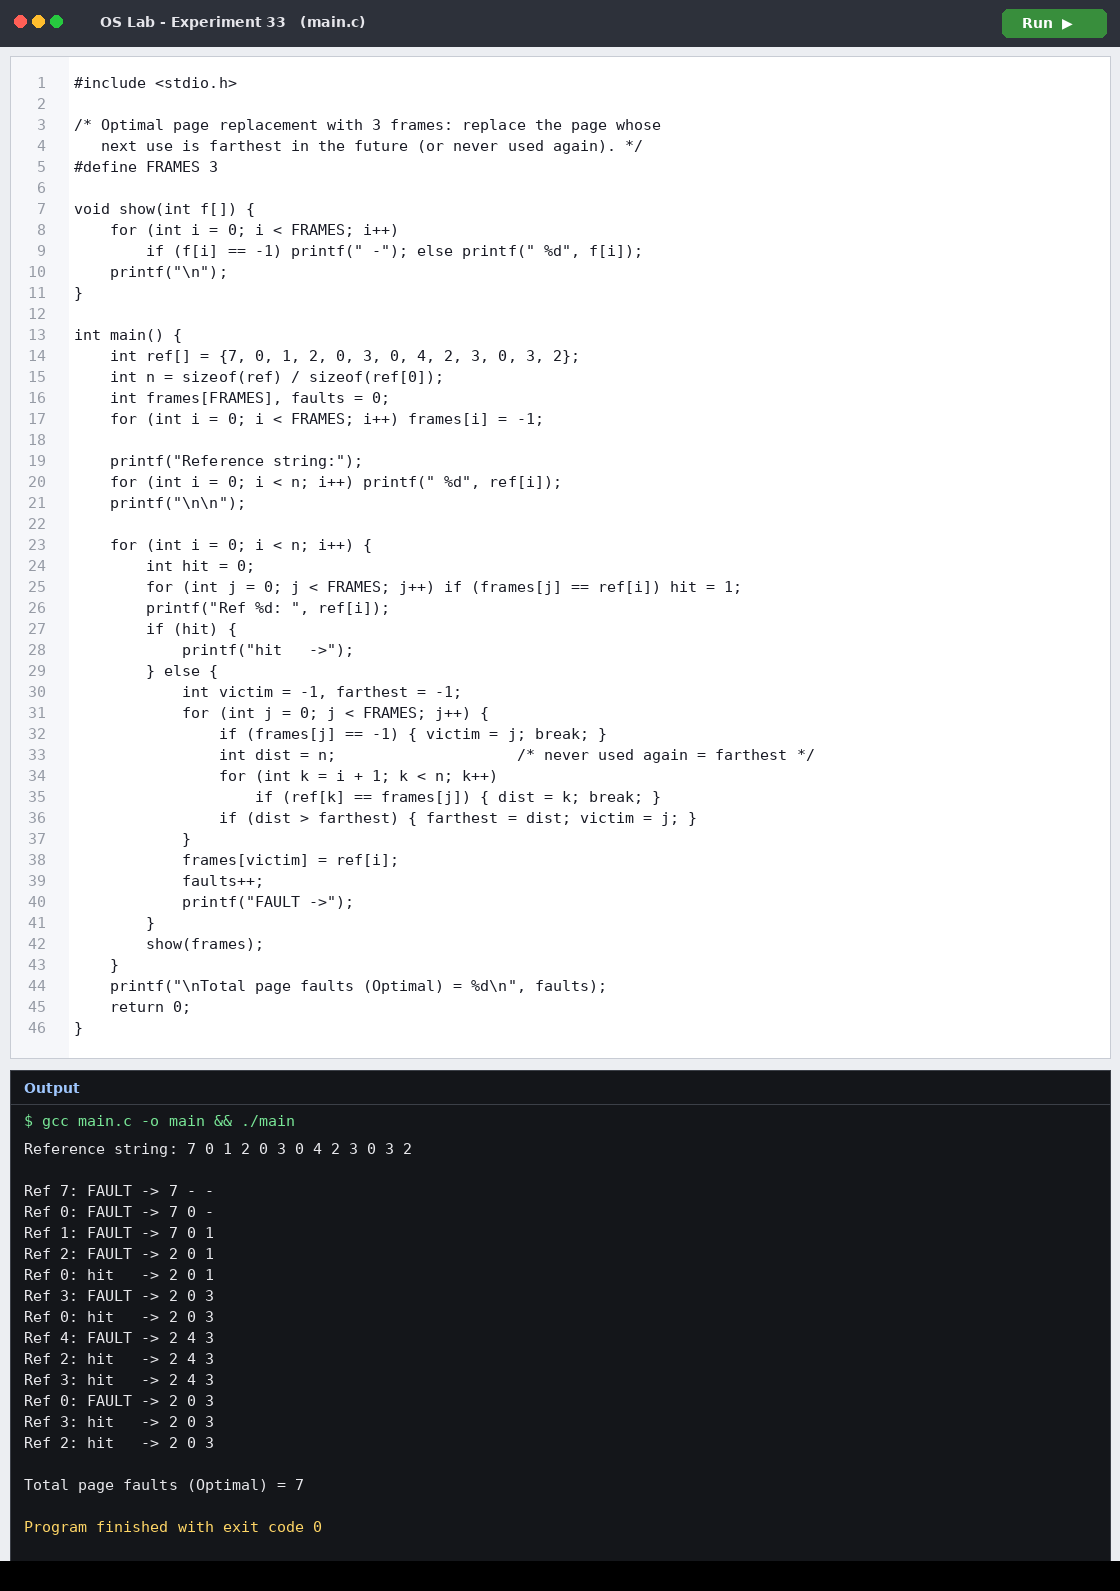 OS Lab - Experiment 33   (main.c)
Run ▶
1 #include <stdio.h>
2
3 /* Optimal page replacement with 3 frames: replace the page whose
4    next use is farthest in the future (or never used again). */
5 #define FRAMES 3
6
7 void show(int f[]) {
8     for (int i = 0; i < FRAMES; i++)
9         if (f[i] == -1) printf(" -"); else printf(" %d", f[i]);
10     printf("\n");
11 }
12
13 int main() {
14     int ref[] = {7, 0, 1, 2, 0, 3, 0, 4, 2, 3, 0, 3, 2};
15     int n = sizeof(ref) / sizeof(ref[0]);
16     int frames[FRAMES], faults = 0;
17     for (int i = 0; i < FRAMES; i++) frames[i] = -1;
18
19     printf("Reference string:");
20     for (int i = 0; i < n; i++) printf(" %d", ref[i]);
21     printf("\n\n");
22
23     for (int i = 0; i < n; i++) {
24         int hit = 0;
25         for (int j = 0; j < FRAMES; j++) if (frames[j] == ref[i]) hit = 1;
26         printf("Ref %d: ", ref[i]);
27         if (hit) {
28             printf("hit   ->");
29         } else {
30             int victim = -1, farthest = -1;
31             for (int j = 0; j < FRAMES; j++) {
32                 if (frames[j] == -1) { victim = j; break; }
33                 int dist = n;                    /* never used again = farthest */
34                 for (int k = i + 1; k < n; k++)
35                     if (ref[k] == frames[j]) { dist = k; break; }
36                 if (dist > farthest) { farthest = dist; victim = j; }
37             }
38             frames[victim] = ref[i];
39             faults++;
40             printf("FAULT ->");
41         }
42         show(frames);
43     }
44     printf("\nTotal page faults (Optimal) = %d\n", faults);
45     return 0;
46 }
Output
$ gcc main.c -o main && ./main
Reference string: 7 0 1 2 0 3 0 4 2 3 0 3 2
Ref 7: FAULT -> 7 - -
Ref 0: FAULT -> 7 0 -
Ref 1: FAULT -> 7 0 1
Ref 2: FAULT -> 2 0 1
Ref 0: hit   -> 2 0 1
Ref 3: FAULT -> 2 0 3
Ref 0: hit   -> 2 0 3
Ref 4: FAULT -> 2 4 3
Ref 2: hit   -> 2 4 3
Ref 3: hit   -> 2 4 3
Ref 0: FAULT -> 2 0 3
Ref 3: hit   -> 2 0 3
Ref 2: hit   -> 2 0 3
Total page faults (Optimal) = 7
Program finished with exit code 0